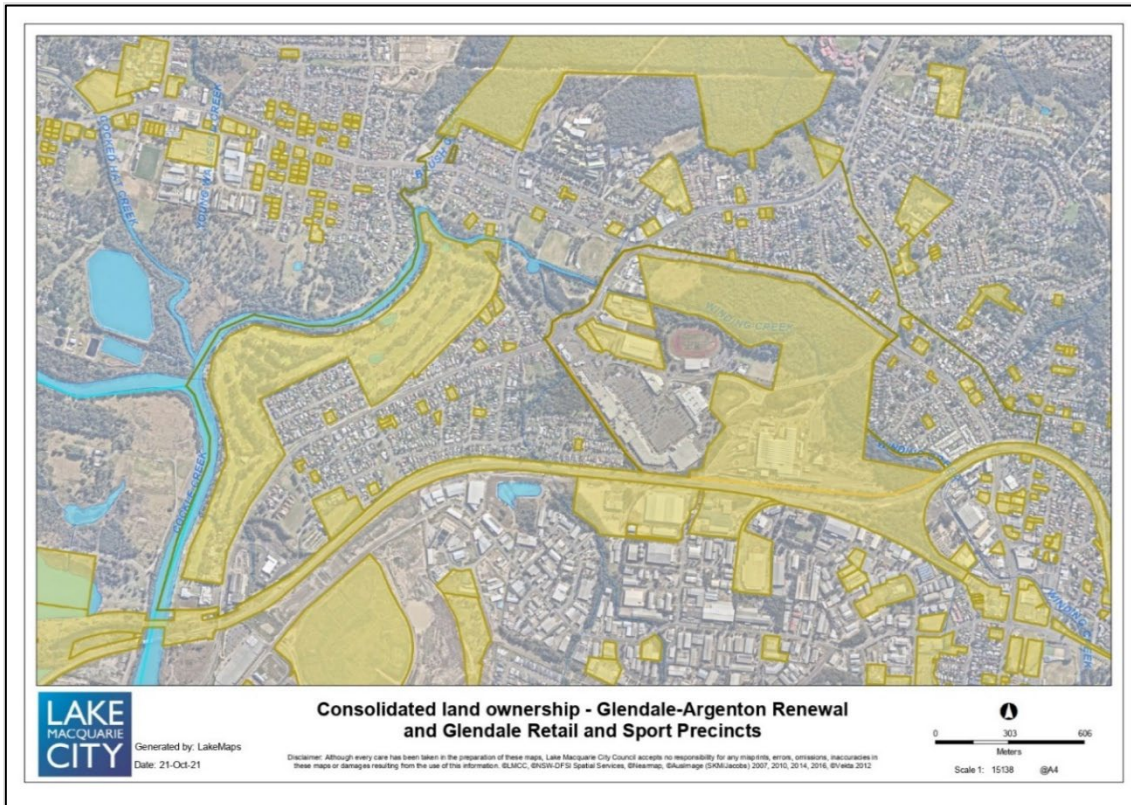 COCKED HAT CREEK
WINDING CREEK
COCKLE CREEK
WINDING CREEK
LAKE
MACQUARIE
CITY
Generated by: LakeMaps
Date: 21-Oct-21
Consolidated land ownership - Glendale-Argenton Renewal
and Glendale Retail and Sport Precincts
Disclaimer: Although every care has been taken in the preparation of these maps, Lake Macquarie City Council accepts no responsibility for any misprints, errors, omissions, inaccuracies in
these maps or damages resulting from the use of this information. ©LMCC, ©NSW-DFSI Spatial Services, ©Nearmap, ©AusImage (SKM/Jacobs) 2007, 2010, 2014, 2016, ©Veida 2012
0 303 606
Meters
Scale 1: 15138 @A4